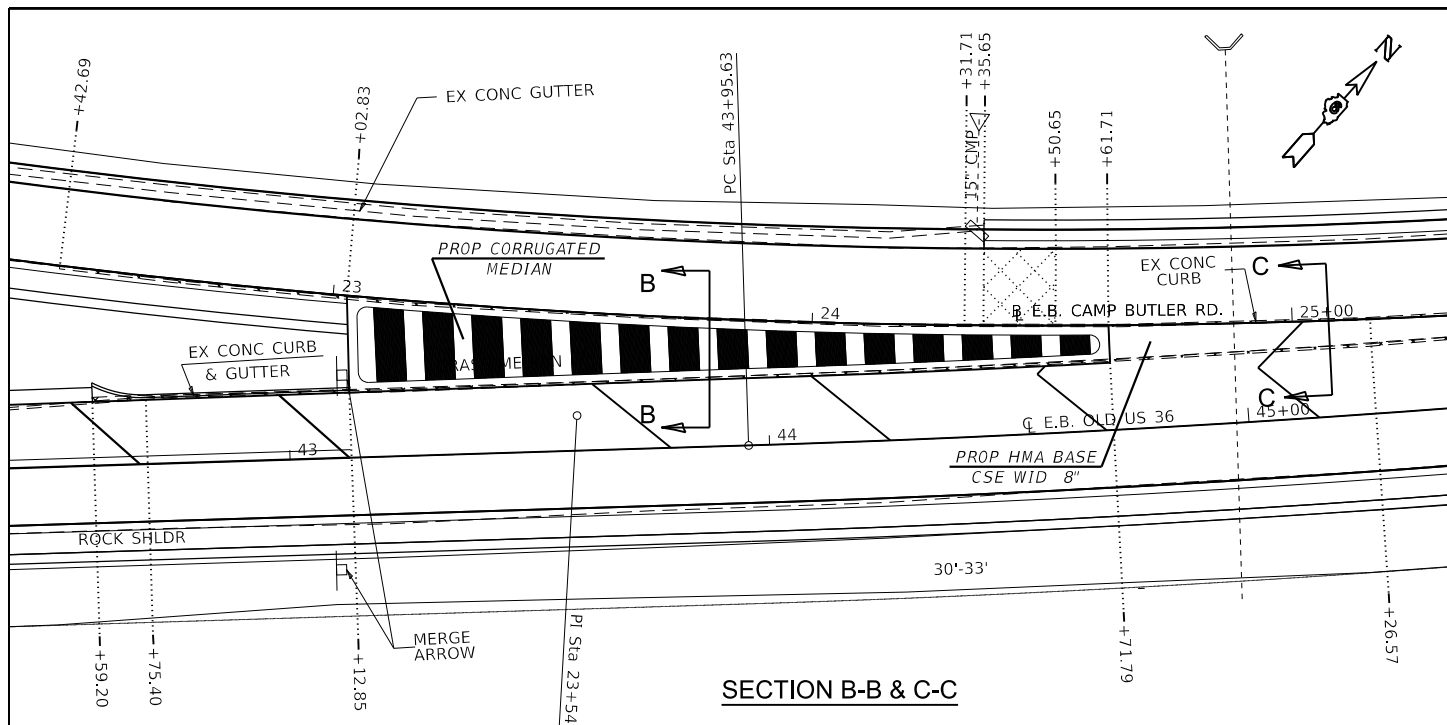 +42.69
+02.83
EX CONC GUTTER
PC Sta 43+95.63
+31.71
+35.65
15" CMP
+50.65
+61.71
N
PROP CORRUGATED
MEDIAN
B
EX CONC
CURB
C
23
24
℄ E.B. CAMP BUTLER RD.
25+00
EX CONC CURB
& GUTTER
B
C
43
44
℄ E.B. OLD US 36
45+00
PROP HMA BASE
CSE WID 8"
ROCK SHLDR
30'-33'
MERGE
ARROW
+59.20
+75.40
+12.85
PI Sta 23+54
+71.79
+26.57
SECTION B-B & C-C